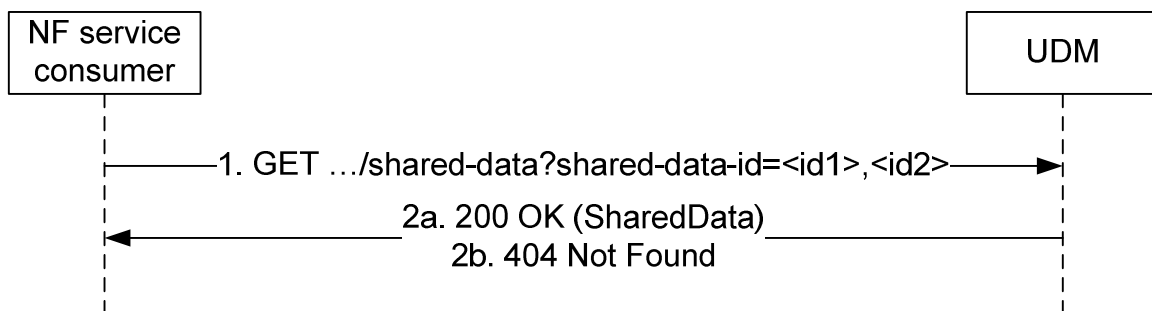 NF service
consumer
UDM
1. GET …/shared-data?shared-data-id=<id1>,<id2>
2a. 200 OK (SharedData)
2b. 404 Not Found